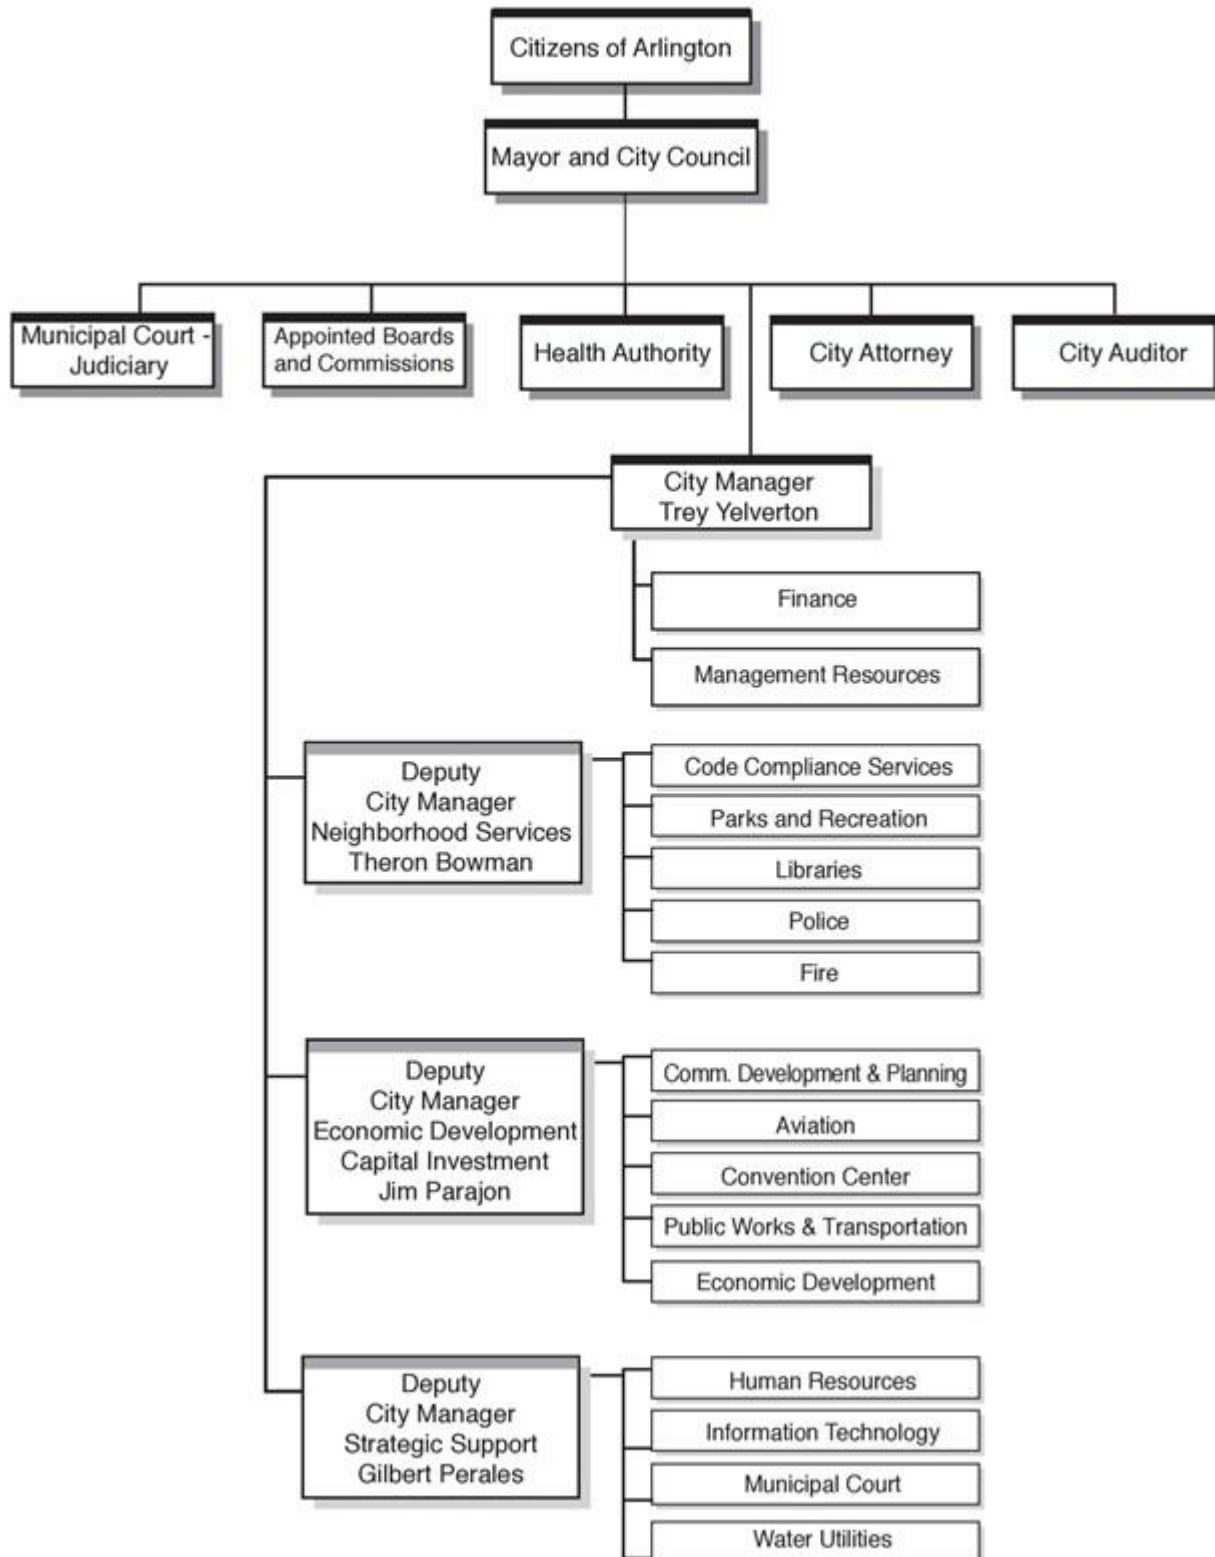 Citizens of Arlington
Mayor and City Council
Municipal Court -
Judiciary
Appointed Boards
and Commissions
Health Authority
City Attorney
City Auditor
City Manager
Trey Yelverton
Finance
Management Resources
Deputy
City Manager
Neighborhood Services
Theron Bowman
Code Compliance Services
Parks and Recreation
Libraries
Police
Fire
Deputy
City Manager
Economic Development
Capital Investment
Jim Parajon
Comm. Development & Planning
Aviation
Convention Center
Public Works & Transportation
Economic Development
Deputy
City Manager
Strategic Support
Gilbert Perales
Human Resources
Information Technology
Municipal Court
Water Utilities